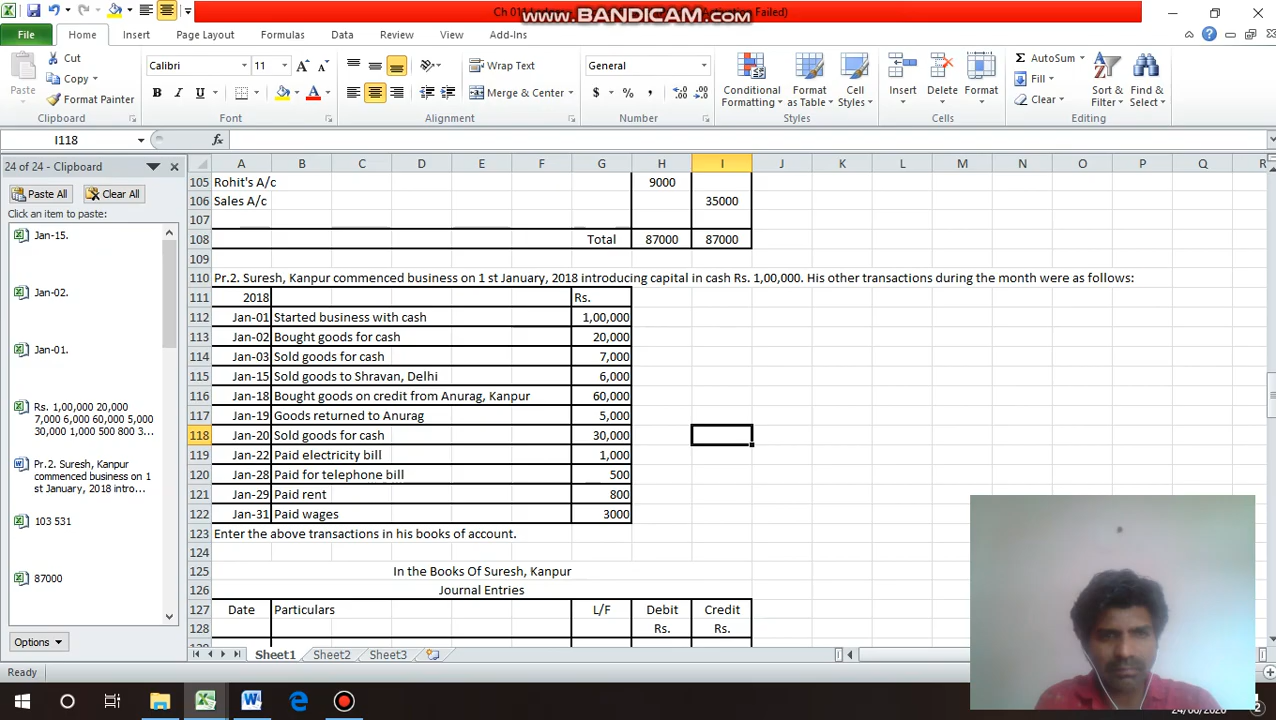 Ch 01
Activation Failed)
www.BANDICAM.com
File Home Insert Page Layout Formulas Data Review View Add-Ins
Paste
Cut
Copy
Format Painter
Clipboard
Calibri 11
B I U
Font
Wrap Text
Merge & Center
Alignment
General
$ % ,
Number
Conditional Formatting
Format as Table
Cell Styles
Styles
Insert Delete Format
Cells
AutoSum
Fill
Clear
Sort & Filter
Find & Select
Editing
I118 fx
24 of 24 - Clipboard
Paste All Clear All
Click an item to paste:
Jan-15.
Jan-02.
Jan-01.
Rs. 1,00,000 20,000
7,000 6,000 60,000 5,000
30,000 1,000 500 800 3...
Pr.2. Suresh, Kanpur
commenced business on 1
st January, 2018 intro...
103 531
87000
Options
A B C D E F G H I J K L M N O P Q R
105 Rohit's A/c 9000
106 Sales A/c 35000
107
108 Total 87000 87000
109
110 Pr.2. Suresh, Kanpur commenced business on 1 st January, 2018 introducing capital in cash Rs. 1,00,000. His other transactions during the month were as follows:
111 2018 Rs.
112 Jan-01 Started business with cash 1,00,000
113 Jan-02 Bought goods for cash 20,000
114 Jan-03 Sold goods for cash 7,000
115 Jan-15 Sold goods to Shravan, Delhi 6,000
116 Jan-18 Bought goods on credit from Anurag, Kanpur 60,000
117 Jan-19 Goods returned to Anurag 5,000
118 Jan-20 Sold goods for cash 30,000
119 Jan-22 Paid electricity bill 1,000
120 Jan-28 Paid for telephone bill 500
121 Jan-29 Paid rent 800
122 Jan-31 Paid wages 3000
123 Enter the above transactions in his books of account.
124
125 In the Books Of Suresh, Kanpur
126 Journal Entries
127 Date Particulars L/F Debit Credit
128 Rs. Rs.
Sheet1 Sheet2 Sheet3
Ready